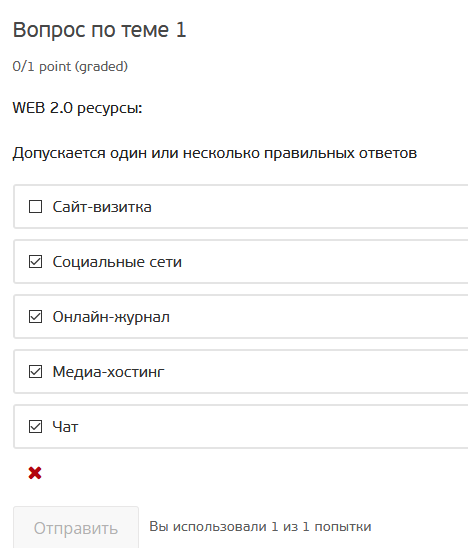 Вопрос по теме 1
0/1 point (graded)
WEB 2.0 ресурсы:
Допускается один или несколько правильных ответов
Сайт-визитка
Социальные сети
Онлайн-журнал
Медиа-хостинг
Чат
Отправить Вы использовали 1 из 1 попытки